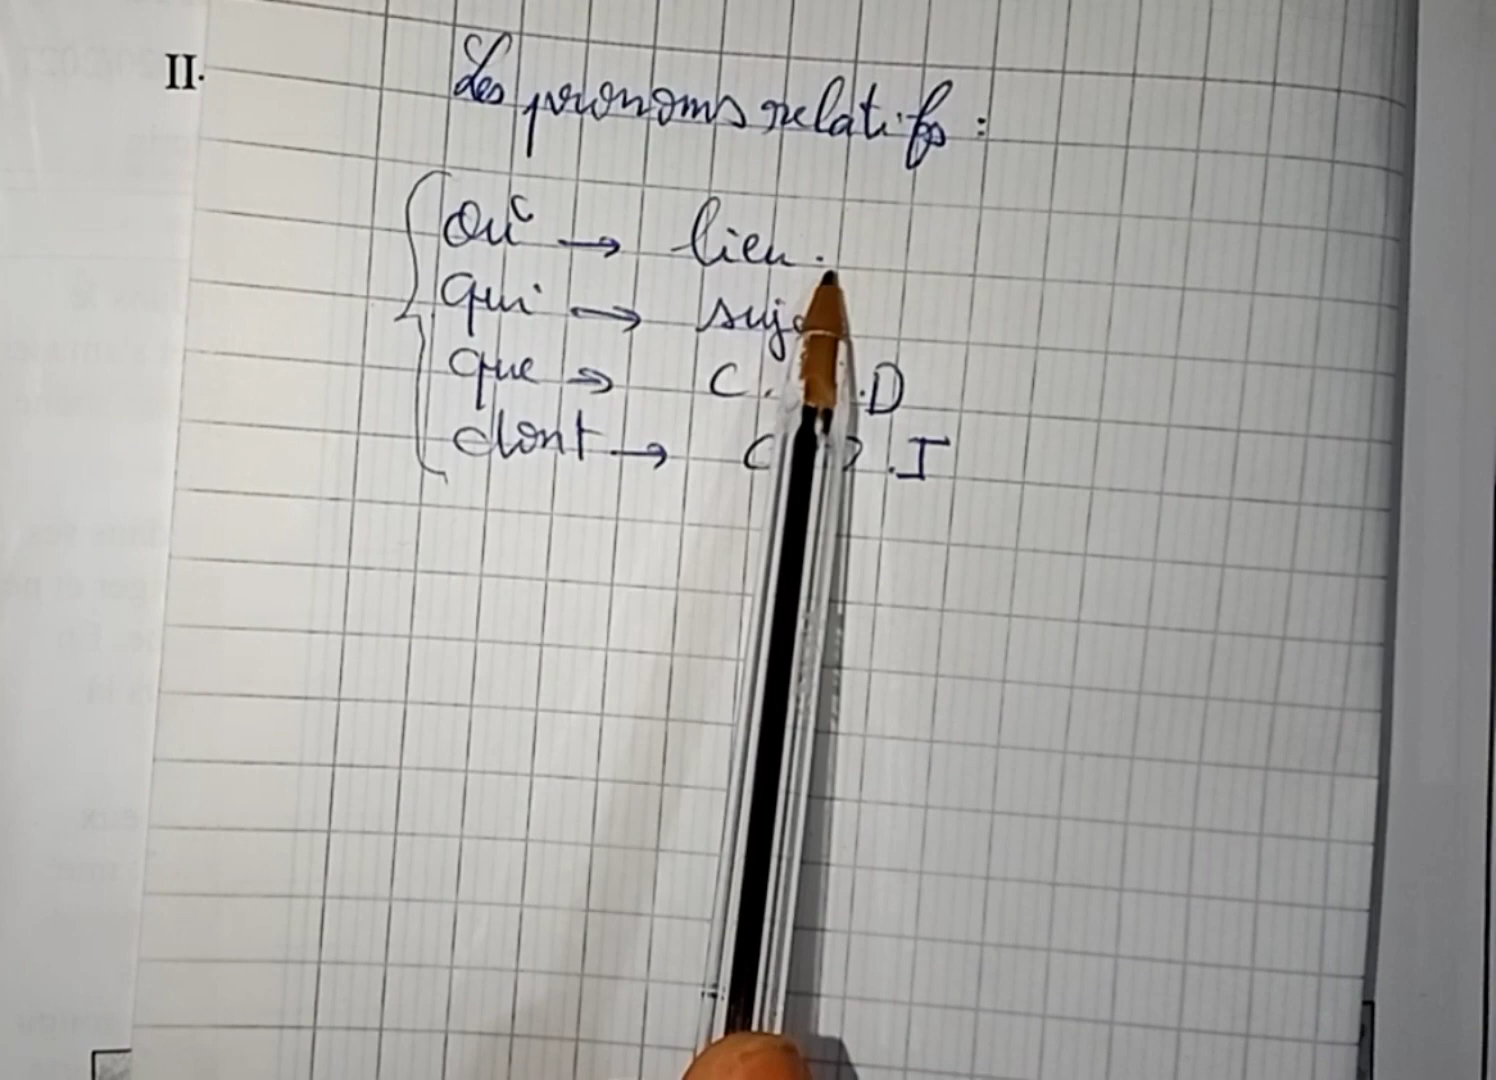 II.
Les pronoms relatifs :
où → lieu.
qui → suj
que → C. .D
dont → C .I